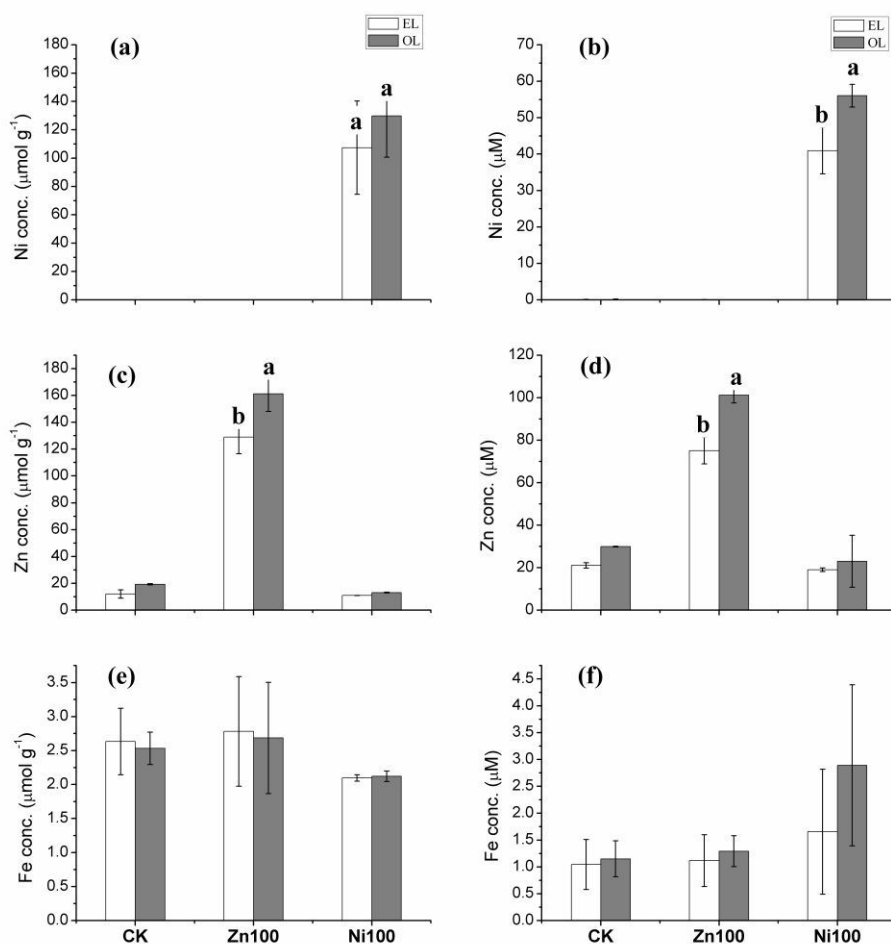 EL
OL
(a)
180
160
140
120
100
80
60
40
20
0
Ni conc. (μmol g⁻¹)
a
a
EL
OL
(b)
70
60
50
40
30
20
10
0
Ni conc. (μM)
b
a
(c)
180
160
140
120
100
80
60
40
20
0
Zn conc. (μmol g⁻¹)
b
a
(d)
120
100
80
60
40
20
0
Zn conc. (μM)
b
a
(e)
3.5
3.0
2.5
2.0
1.5
1.0
0.5
0.0
Fe conc. (μmol g⁻¹)
CK Zn100 Ni100
(f)
4.5
4.0
3.5
3.0
2.5
2.0
1.5
1.0
0.5
0.0
Fe conc. (μM)
CK Zn100 Ni100